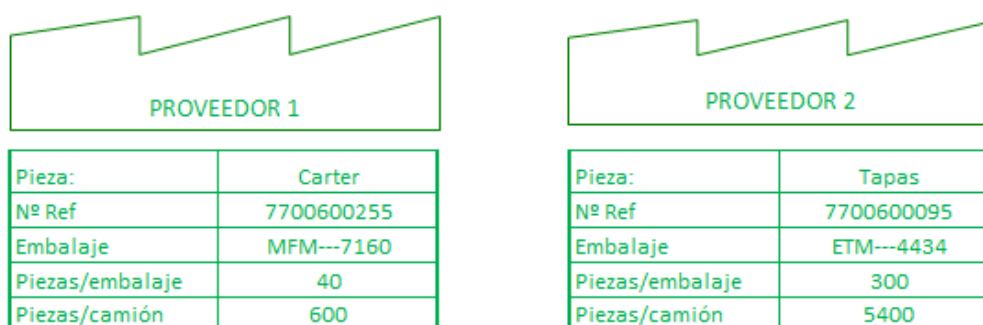 PROVEEDOR 1
Pieza: Carter
Nº Ref 7700600255
Embalaje MFM---7160
Piezas/embalaje 40
Piezas/camión 600
PROVEEDOR 2
Pieza: Tapas
Nº Ref 7700600095
Embalaje ETM---4434
Piezas/embalaje 300
Piezas/camión 5400